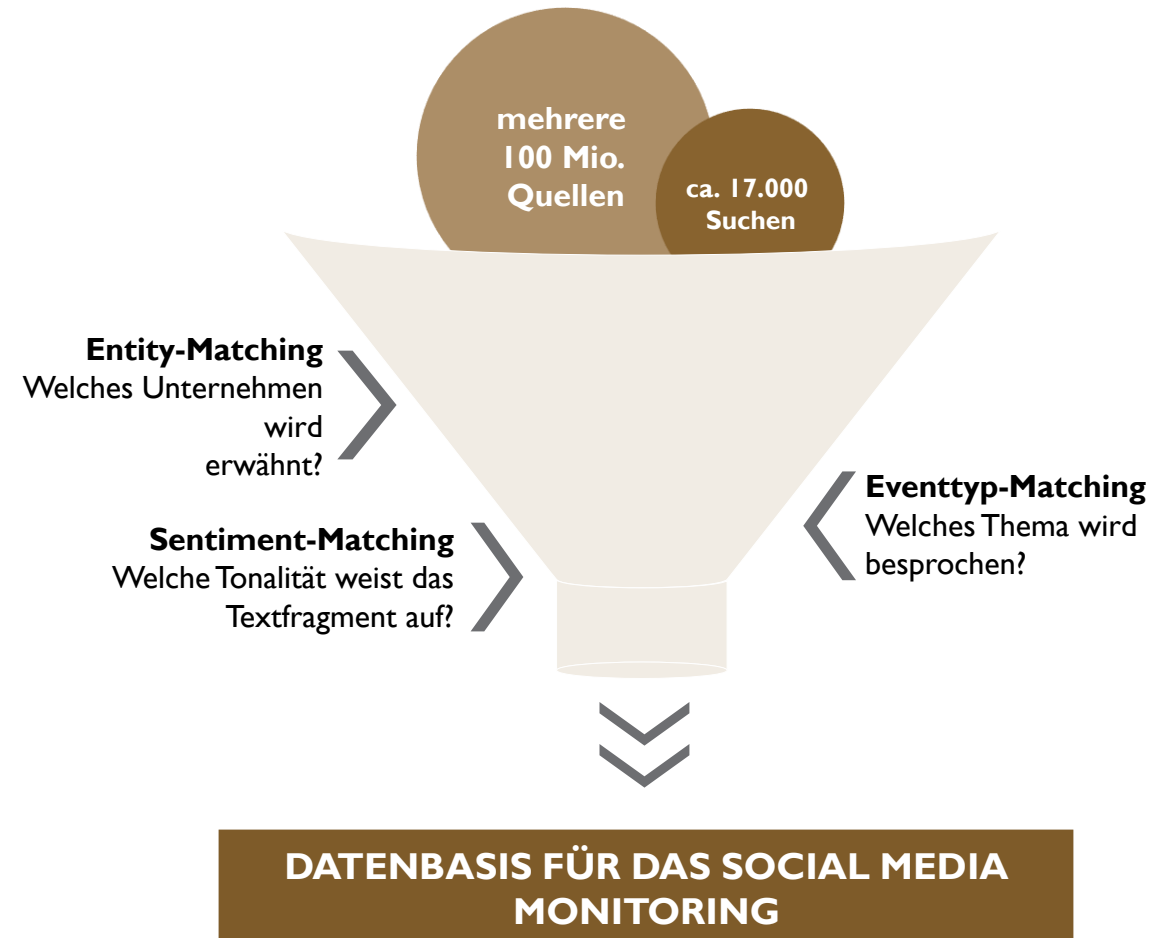 mehrere
100 Mio.
Quellen
ca. 17.000
Suchen
Entity-Matching
Welches Unternehmen
wird
erwähnt?
Eventtyp-Matching
Welches Thema wird
besprochen?
Sentiment-Matching
Welche Tonalität weist das
Textfragment auf?
DATENBASIS FÜR DAS SOCIAL MEDIA
MONITORING